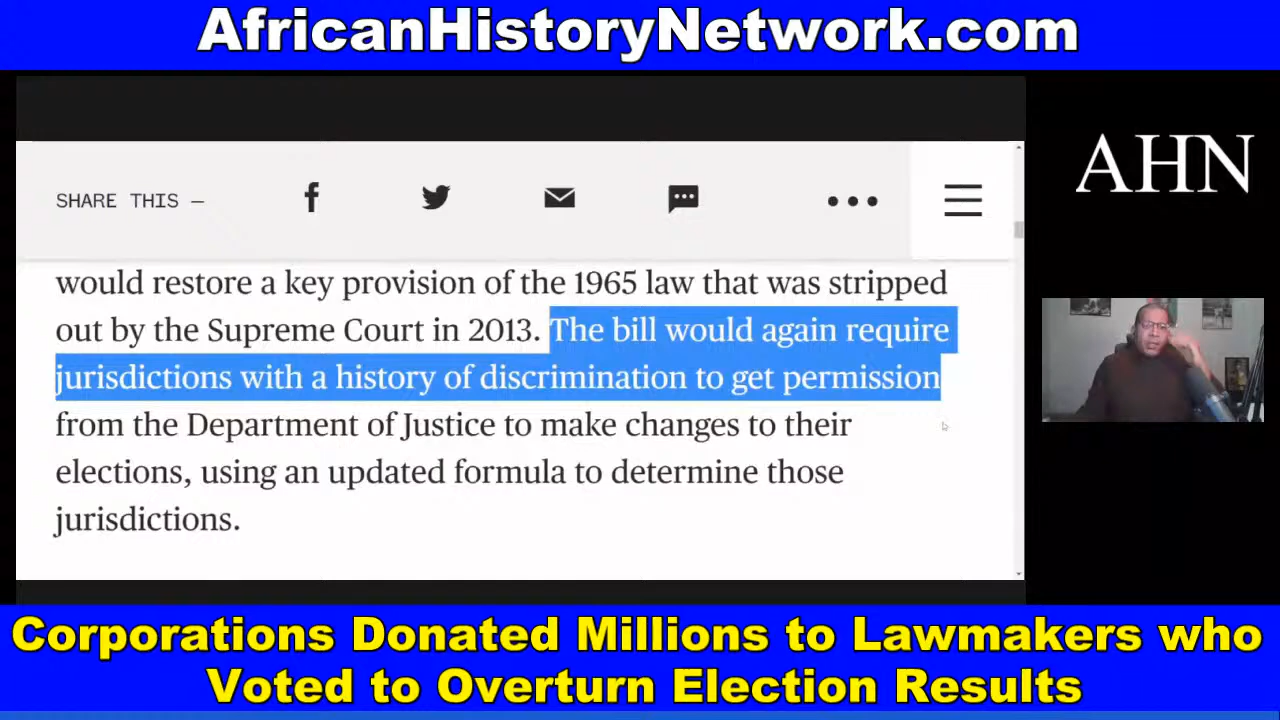 AfricanHistoryNetwork.com
SHARE THIS —
AHN
would restore a key provision of the 1965 law that was stripped
out by the Supreme Court in 2013. The bill would again require
jurisdictions with a history of discrimination to get permission
from the Department of Justice to make changes to their
elections, using an updated formula to determine those
jurisdictions.
Corporations Donated Millions to Lawmakers who
Voted to Overturn Election Results